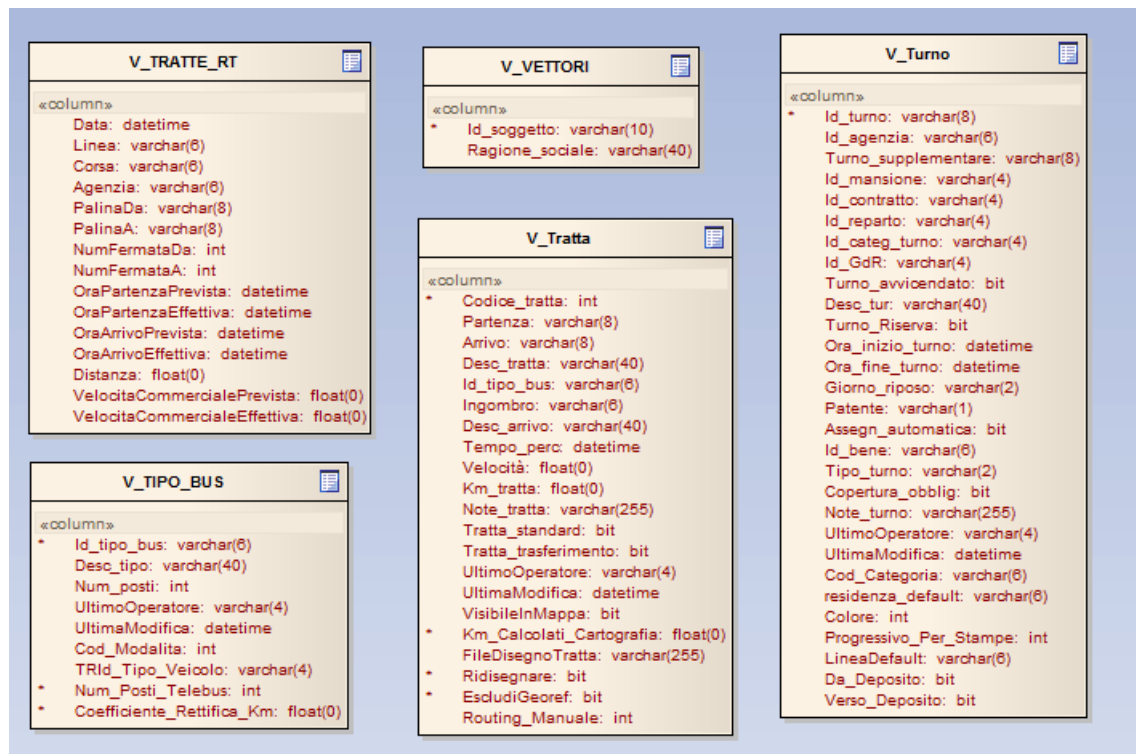 V_TRATTE_RT
«column»
Data: datetime
Linea: varchar(6)
Corsa: varchar(6)
Agenzia: varchar(6)
PalinaDa: varchar(8)
PalinaA: varchar(8)
NumFermataDa: int
NumFermataA: int
OraPartenzaPrevista: datetime
OraPartenzaEffettiva: datetime
OraArrivoPrevista: datetime
OraArrivoEffettiva: datetime
Distanza: float(0)
VelocitaCommercialePrevista: float(0)
VelocitaCommercialeEffettiva: float(0)
V_TIPO_BUS
«column»
* Id_tipo_bus: varchar(6)
Desc_tipo: varchar(40)
Num_posti: int
UltimoOperatore: varchar(4)
UltimaModifica: datetime
Cod_Modalita: int
TRId_Tipo_Veicolo: varchar(4)
* Num_Posti_Telebus: int
* Coefficiente_Rettifica_Km: float(0)
V_VETTORI
«column»
* Id_soggetto: varchar(10)
Ragione_sociale: varchar(40)
V_Tratta
«column»
* Codice_tratta: int
Partenza: varchar(8)
Arrivo: varchar(8)
Desc_tratta: varchar(40)
Id_tipo_bus: varchar(6)
Ingombro: varchar(6)
Desc_arrivo: varchar(40)
Tempo_perc: datetime
Velocità: float(0)
Km_tratta: float(0)
Note_tratta: varchar(255)
Tratta_standard: bit
Tratta_trasferimento: bit
UltimoOperatore: varchar(4)
UltimaModifica: datetime
VisibileInMappa: bit
* Km_Calcolati_Cartografia: float(0)
FileDisegnoTratta: varchar(255)
* Ridisegnare: bit
* EscludiGeoref: bit
Routing_Manuale: int
V_Turno
«column»
* Id_turno: varchar(8)
Id_agenzia: varchar(6)
Turno_supplementare: varchar(8)
Id_mansione: varchar(4)
Id_contratto: varchar(4)
Id_reparto: varchar(4)
Id_categ_turno: varchar(4)
Id_GdR: varchar(4)
Turno_avvicendato: bit
Desc_tur: varchar(40)
Turno_Riserva: bit
Ora_inizio_turno: datetime
Ora_fine_turno: datetime
Giorno_riposo: varchar(2)
Patente: varchar(1)
Assegn_automatica: bit
Id_bene: varchar(6)
Tipo_turno: varchar(2)
Copertura_obblig: bit
Note_turno: varchar(255)
UltimoOperatore: varchar(4)
UltimaModifica: datetime
Cod_Categoria: varchar(6)
residenza_default: varchar(6)
Colore: int
Progressivo_Per_Stampe: int
LineaDefault: varchar(6)
Da_Deposito: bit
Verso_Deposito: bit